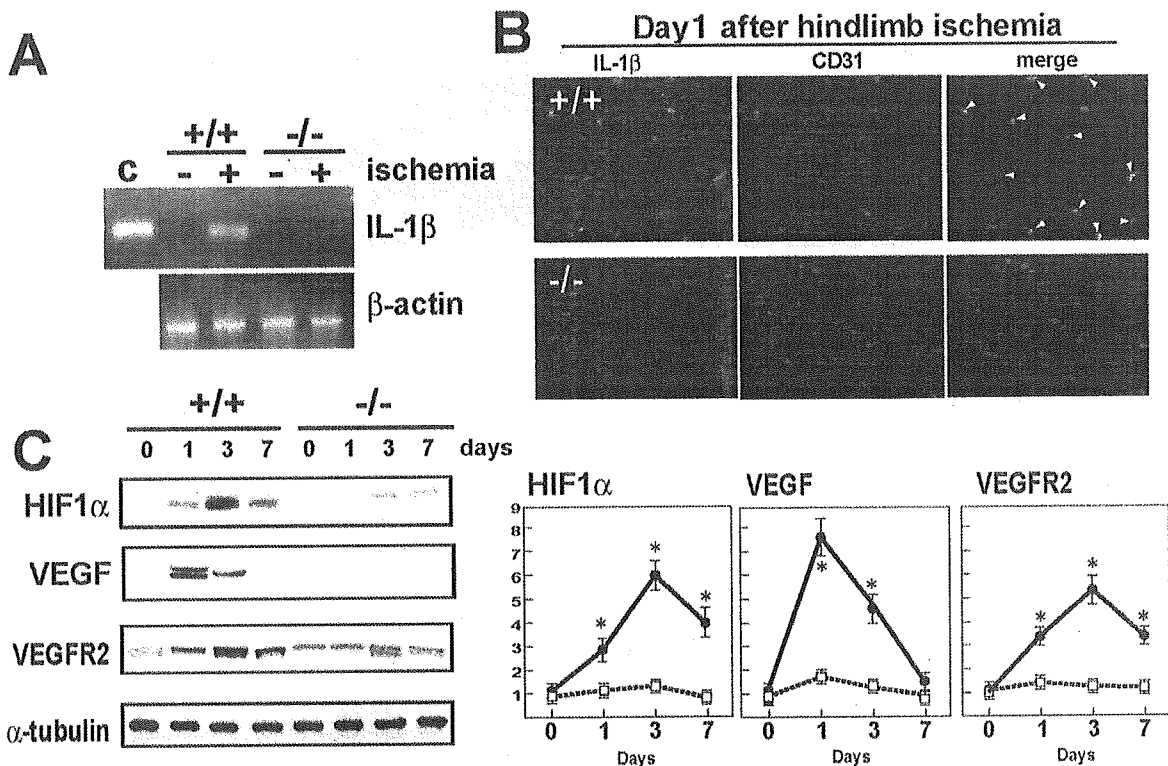 A
+/+ -/-
C - + - + ischemia
IL-1β
β-actin
B
Day1 after hindlimb ischemia
IL-1β CD31 merge
+/+
-/-
C
+/+ -/-
0 1 3 7 0 1 3 7 days
HIF1α
VEGF
VEGFR2
α-tubulin
HIF1α VEGF VEGFR2
9
8
7
6
5
4
3
2
1
* * *
* *
* * *
0 1 3 7 0 1 3 7 0 1 3 7
Days Days Days